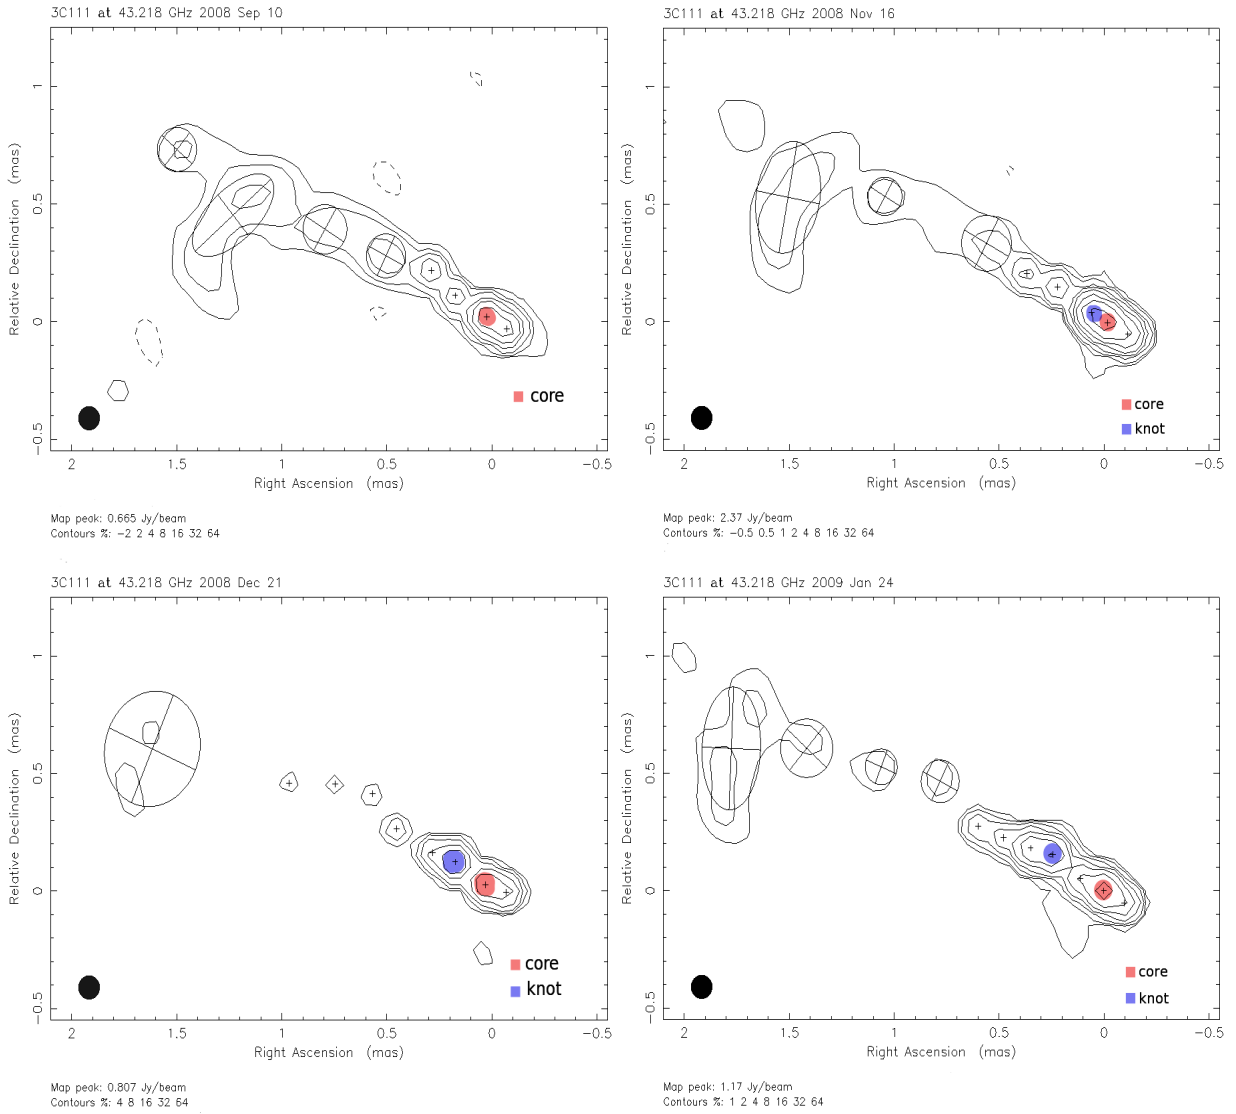 3C111 at 43.218 GHz 2008 Sep 10
Relative Declination (mas)
1
0.5
0
−0.5
core
2 1.5 1 0.5 0 −0.5
Right Ascension (mas)
Map peak: 0.665 Jy/beam
Contours %: −2 2 4 8 16 32 64
3C111 at 43.218 GHz 2008 Nov 16
Relative Declination (mas)
1
0.5
0
−0.5
core
knot
2 1.5 1 0.5 0 −0.5
Right Ascension (mas)
Map peak: 2.37 Jy/beam
Contours %: −0.5 0.5 1 2 4 8 16 32 64
3C111 at 43.218 GHz 2008 Dec 21
Relative Declination (mas)
1
0.5
0
−0.5
core
knot
2 1.5 1 0.5 0 −0.5
Right Ascension (mas)
Map peak: 0.807 Jy/beam
Contours %: 4 8 16 32 64
3C111 at 43.218 GHz 2009 Jan 24
Relative Declination (mas)
1
0.5
0
−0.5
core
knot
2 1.5 1 0.5 0 −0.5
Right Ascension (mas)
Map peak: 1.17 Jy/beam
Contours %: 1 2 4 8 16 32 64